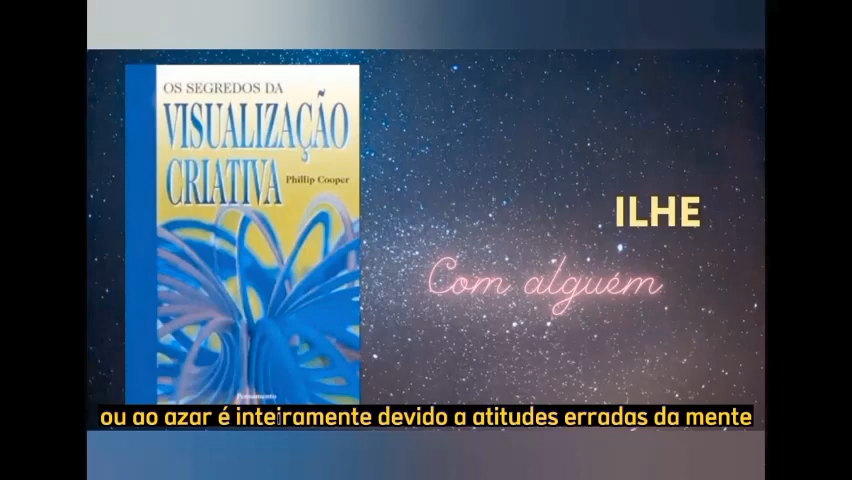 OS SEGREDOS DA
VISUALIZAÇÃO
CRIATIVA
Phillip Cooper
Pensamento
ILHE
Com alguém
ou ao azar é inteiramente devido a atitudes erradas da mente